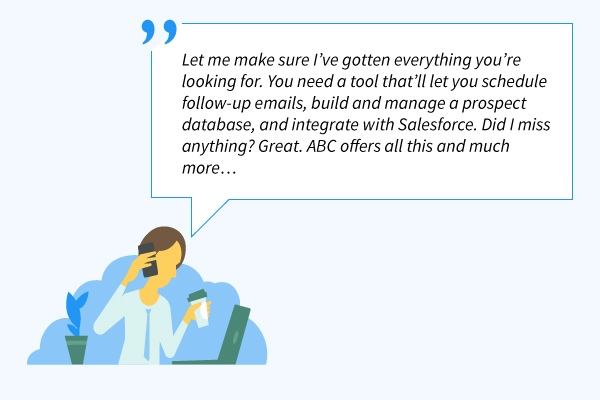 Let me make sure I’ve gotten everything you’re
looking for. You need a tool that’ll let you schedule
follow-up emails, build and manage a prospect
database, and integrate with Salesforce. Did I miss
anything? Great. ABC offers all this and much
more…